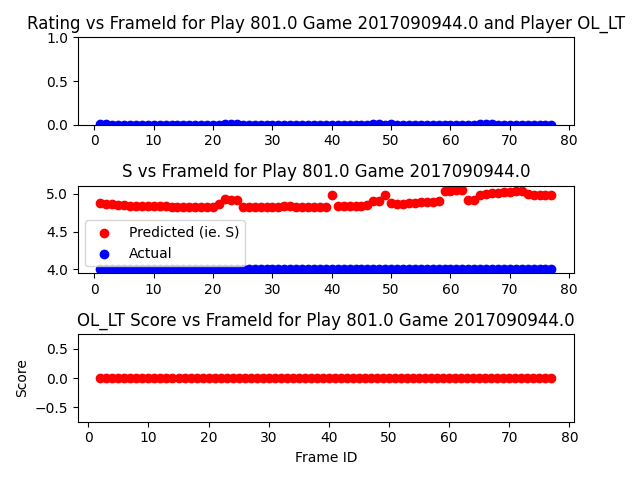 Rating vs FrameId for Play 801.0 Game 2017090944.0 and Player OL_LT
1.0
0.5
0.0
0 10 20 30 40 50 60 70 80
S vs FrameId for Play 801.0 Game 2017090944.0
5.0
4.5
4.0
Predicted (ie. S)
Actual
0 10 20 30 40 50 60 70 80
OL_LT Score vs FrameId for Play 801.0 Game 2017090944.0
Score
0.5
0.0
−0.5
0 10 20 30 40 50 60 70 80
Frame ID